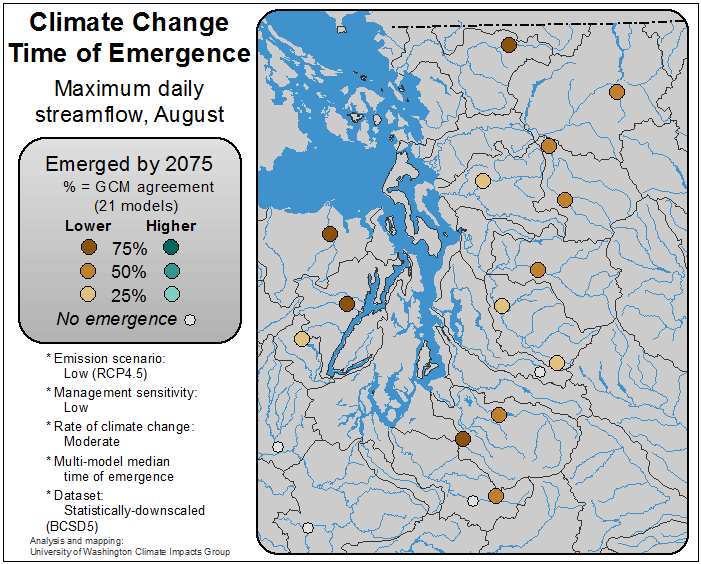 Climate Change
Time of Emergence
Maximum daily
streamflow, August
Emerged by 2075
% = GCM agreement
(21 models)
Lower Higher
75%
50%
25%
No emergence
* Emission scenario:
Low (RCP4.5)
* Management sensitivity:
Low
* Rate of climate change:
Moderate
* Multi-model median
time of emergence
* Dataset:
Statistically-downscaled
(BCSD5)
Analysis and mapping:
University of Washington Climate Impacts Group